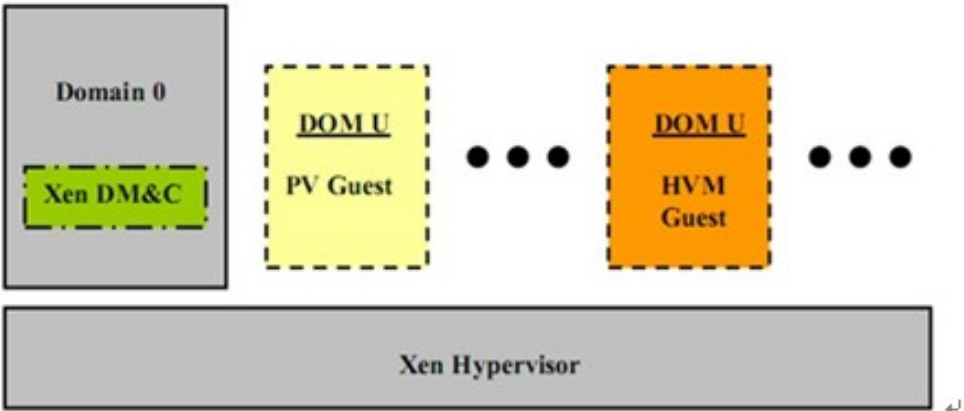 Domain 0
Xen DM&C
DOM U
PV Guest
DOM U
HVM
Guest
Xen Hypervisor